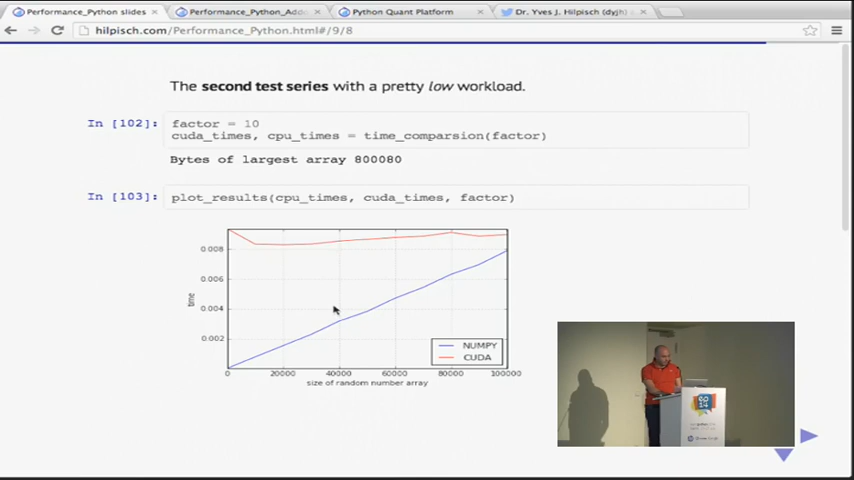 Performance_Python slides
Performance_Python_Adde
Python Quant Platform
Dr. Yves J. Hilpisch (dyjh)
hilpisch.com/Performance_Python.html#/9/8
The second test series with a pretty low workload.
In [102]:
factor = 10
cuda_times, cpu_times = time_comparsion(factor)
Bytes of largest array 800080
In [103]:
plot_results(cpu_times, cuda_times, factor)
0.008
0.006
0.004
0.002
time
NUMPY
CUDA
0 20000 40000 60000 80000 100000
size of random number array
ep
14